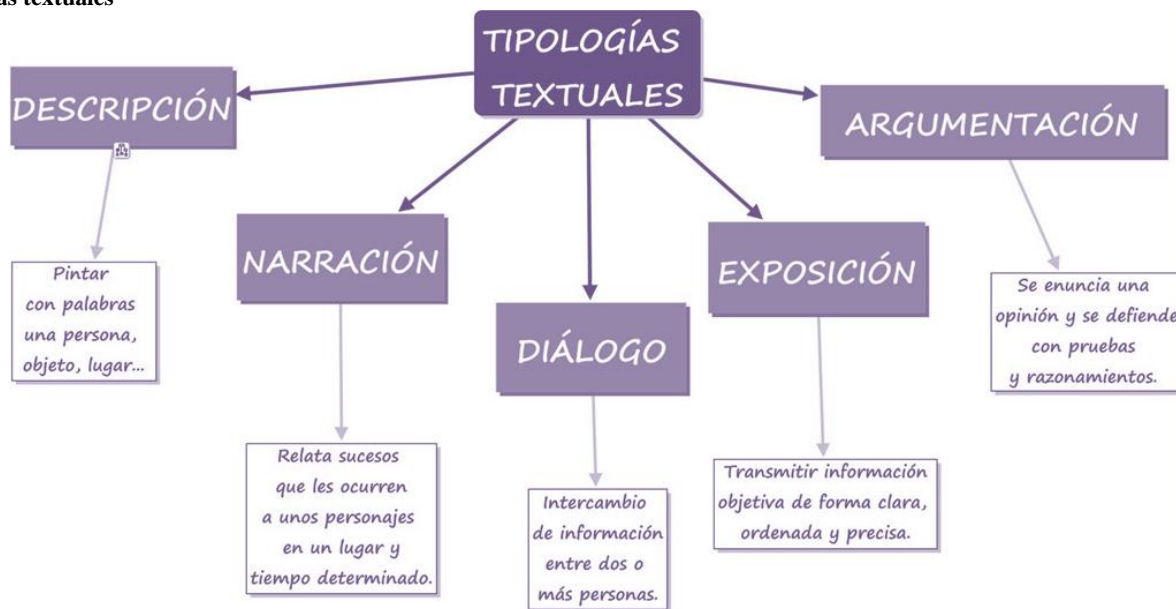 as textuales
TIPOLOGÍAS
TEXTUALES
DESCRIPCIÓN
ARGUMENTACIÓN
NARRACIÓN
EXPOSICIÓN
DIÁLOGO
Pintar
con palabras
una persona,
objeto, lugar...
Se enuncia una
opinión y se defiende
con pruebas
y razonamientos.
Relata sucesos
que les ocurren
a unos personajes
en un lugar y
tiempo determinado.
Intercambio
de información
entre dos o
más personas.
Transmitir información
objetiva de forma clara,
ordenada y precisa.